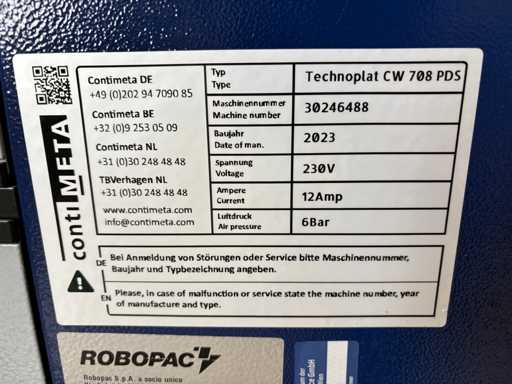 contiMETA
Contimeta DE
+49 (0)202 94 7090 85
Contimeta BE
+32 (0)9 253 05 09
Contimeta NL
+31 (0)30 248 48 48
TBVerhagen NL
+31 (0)30 248 48 48
www.contimeta.com
info@contimeta.com
Typ
Type
Technoplat CW 708 PDS
Maschinennummer
Machine number
30246488
Baujahr
Date of man.
2023
Spannung
Voltage
230V
Ampere
Current
12Amp
Luftdruck
Air pressure
6Bar
DE
Bei Anmeldung von Störungen oder Service bitte Maschinennummer,
Baujahr und Typbezeichnung angeben.
EN
Please, in case of malfunction or service state the machine number, year
of manufacture and type.
ROBOPAC
Robopac S.p.A. a socio unico